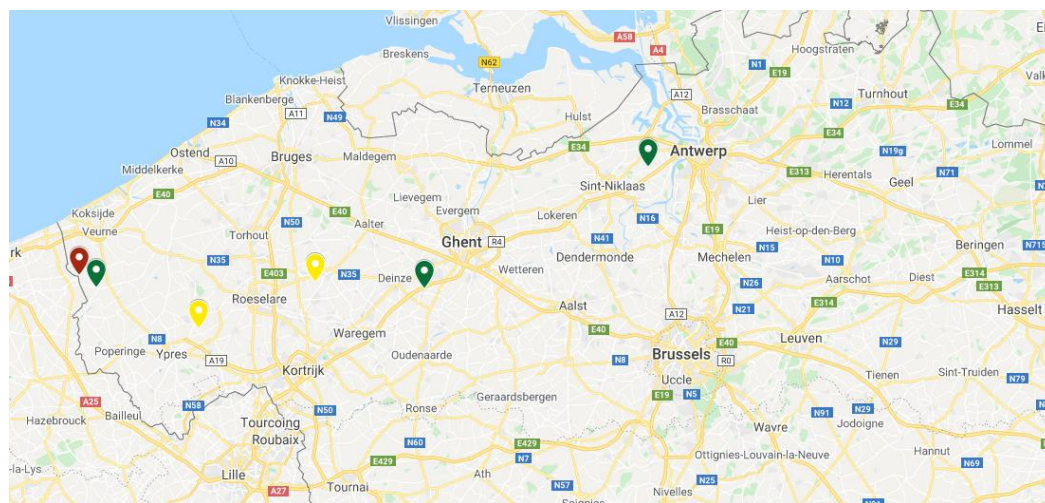 Vlissingen
A58
A4
Hoogstraten
Breskens
N62
N1
E19
Knokke-Heist
Terneuzen
A12
Turnhout
Blankenberge
A11
N49
Hulst
Brasschaat
N12
E34
N34
E34
E34
Ostend
Bruges
Maldegem
Antwerp
N19g
Lommel
A10
Middelkerke
Sint-Niklaas
E313
Herentals
Geel
N71
E40
Lievegem
Lier
Koksijde
Evergem
Lokeren
N16
Veurne
N50
E40
Aalter
E19
Heist-op-den-Berg
Torhout
Ghent
R4
N41
N15
Beringen
N715
N35
Dendermonde
Mechelen
N10
E403
N35
Deinze
Wetteren
Aarschot
Diest
E314
N26
E313
Roeselare
Aalst
N21
E314
Hasselt
A12
Waregem
E40
N8
Poperinge
Ypres
A19
Oudenaarde
N8
Brussels
E40
R0
Leuven
N29
Kortrijk
Tienen
Sint-Truiden
N79
Uccle
A25
Geraardsbergen
E19
N5
Hazebrouck
Bailleul
N58
N50
Ronse
N91
N29
Tourcoing
Jodoigne
Roubaix
N60
E429
Wavre
Hannut
-la-Lys
Lille
E429
N7
Ottignies-Louvain-la-Neuve
N69
Ath
N25
A27
Tournai
N57
Nivelles